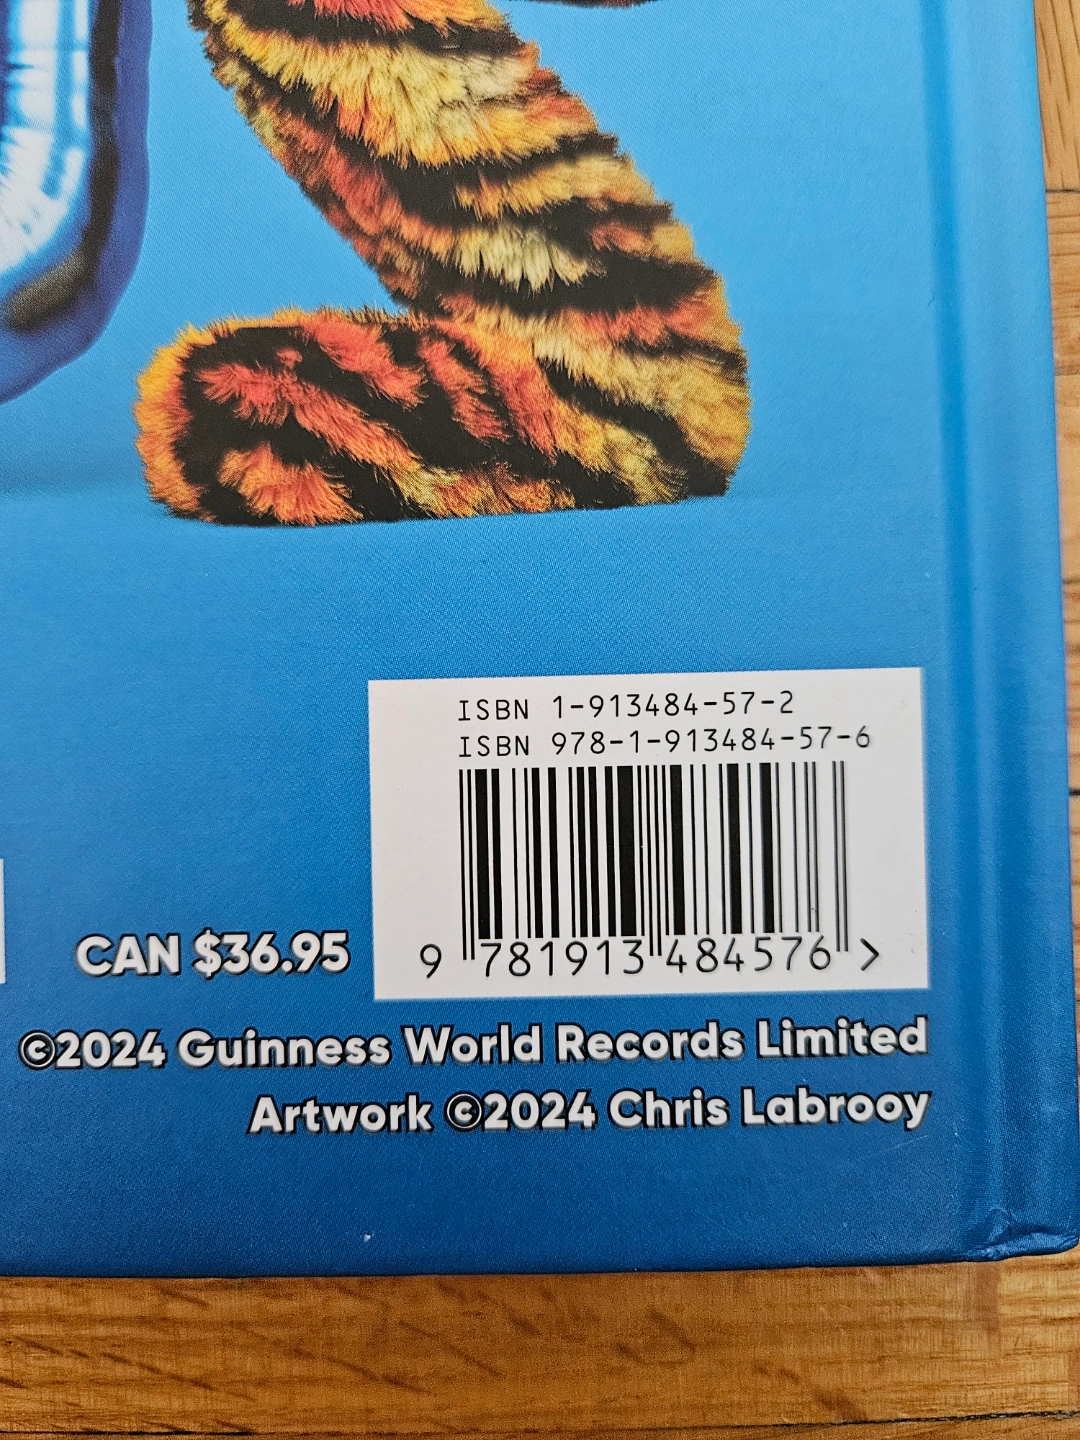 ISBN 1-913484-57-2
ISBN 978-1-913484-57-6
9 781913 484576 >
CAN $36.95
©2024 Guinness World Records Limited
Artwork ©2024 Chris Labrooy